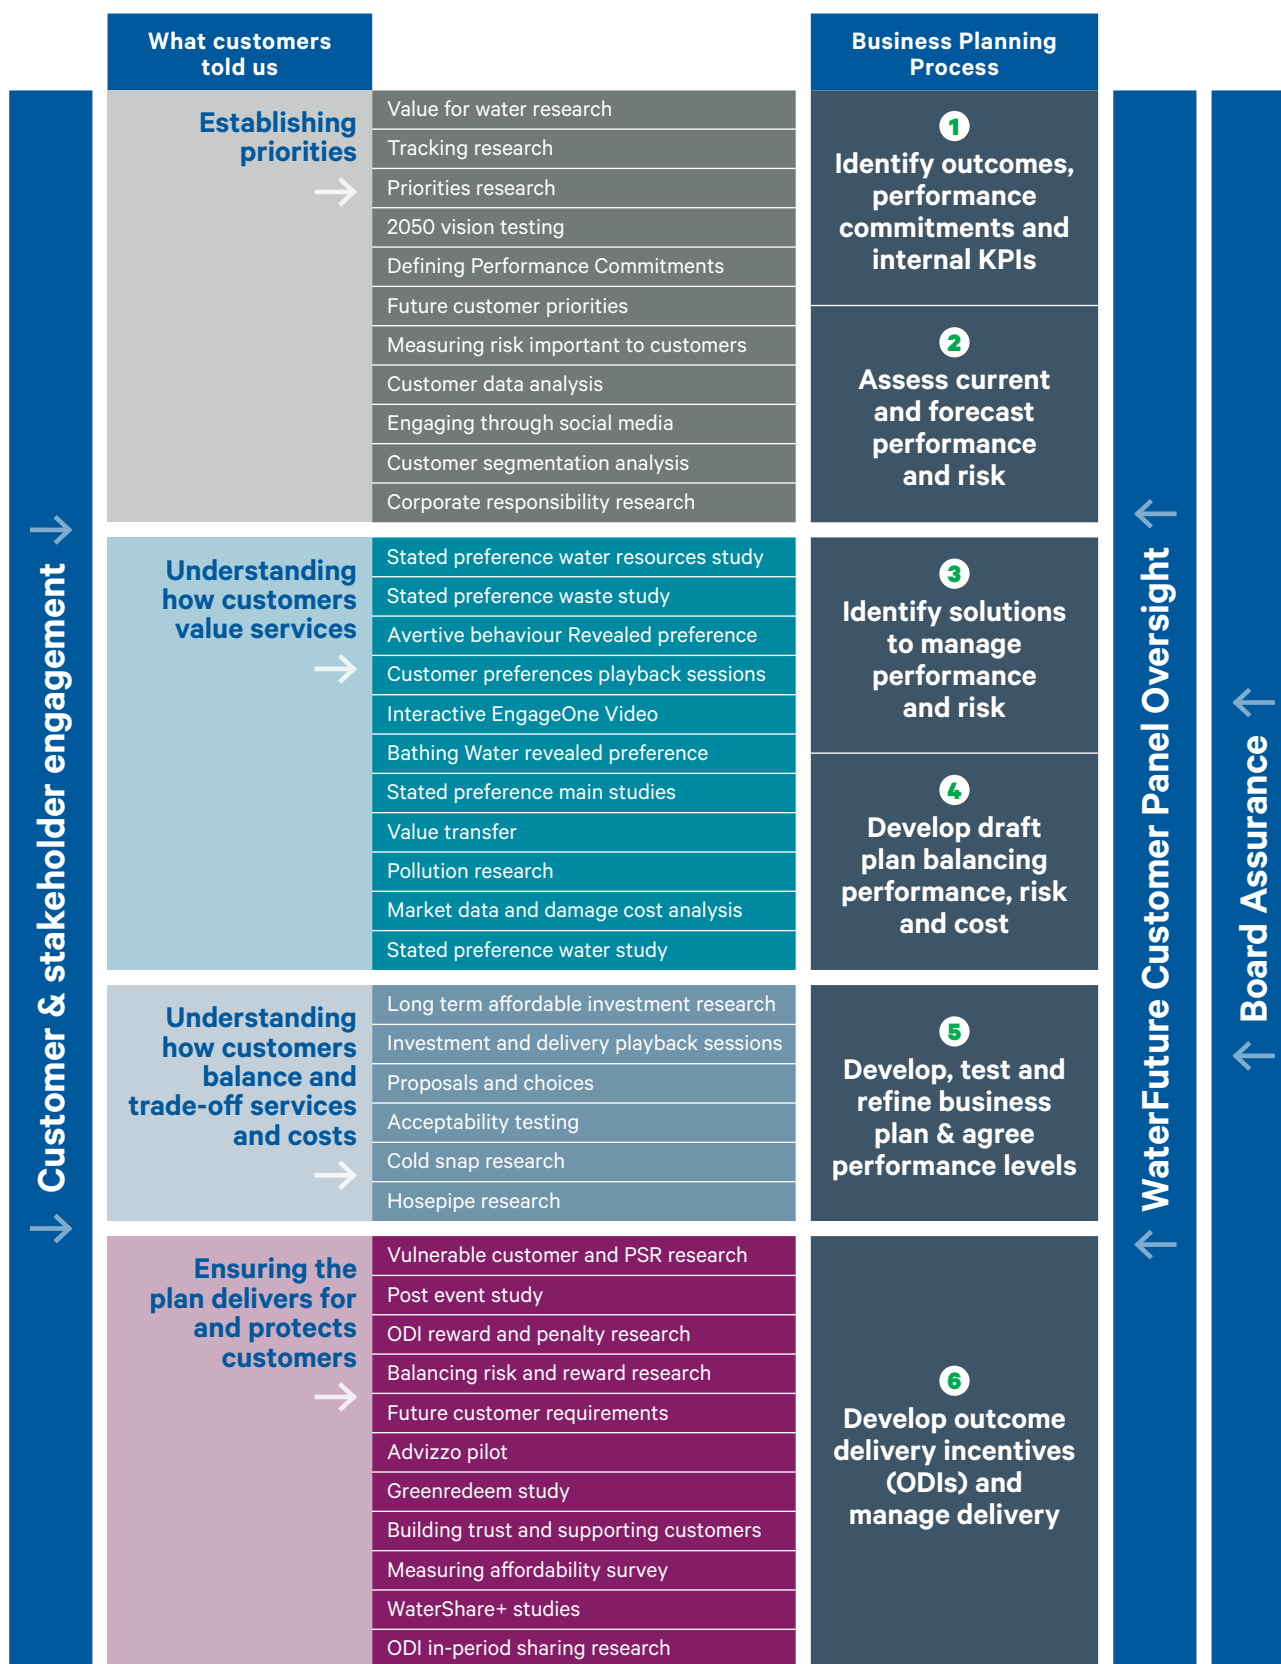 What customers
told us
Business Planning
Process
→ Customer & stakeholder engagement →
Establishing
priorities
→
Value for water research
Tracking research
Priorities research
2050 vision testing
Defining Performance Commitments
Future customer priorities
Measuring risk important to customers
Customer data analysis
Engaging through social media
Customer segmentation analysis
Corporate responsibility research
1
Identify outcomes,
performance
commitments and
internal KPIs
2
Assess current
and forecast
performance
and risk
Understanding
how customers
value services
→
Stated preference water resources study
Stated preference waste study
Avertive behaviour Revealed preference
Customer preferences playback sessions
Interactive EngageOne Video
Bathing Water revealed preference
Stated preference main studies
Value transfer
Pollution research
Market data and damage cost analysis
Stated preference water study
3
Identify solutions
to manage
performance
and risk
4
Develop draft
plan balancing
performance, risk
and cost
Understanding
how customers
balance and
trade-off services
and costs
→
Long term affordable investment research
Investment and delivery playback sessions
Proposals and choices
Acceptability testing
Cold snap research
Hosepipe research
5
Develop, test and
refine business
plan & agree
performance levels
Ensuring the
plan delivers for
and protects
customers
→
Vulnerable customer and PSR research
Post event study
ODI reward and penalty research
Balancing risk and reward research
Future customer requirements
Advizzo pilot
Greenredeem study
Building trust and supporting customers
Measuring affordability survey
WaterShare+ studies
ODI in-period sharing research
6
Develop outcome
delivery incentives
(ODIs) and
manage delivery
← WaterFuture Customer Panel Oversight ←
← Board Assurance ←